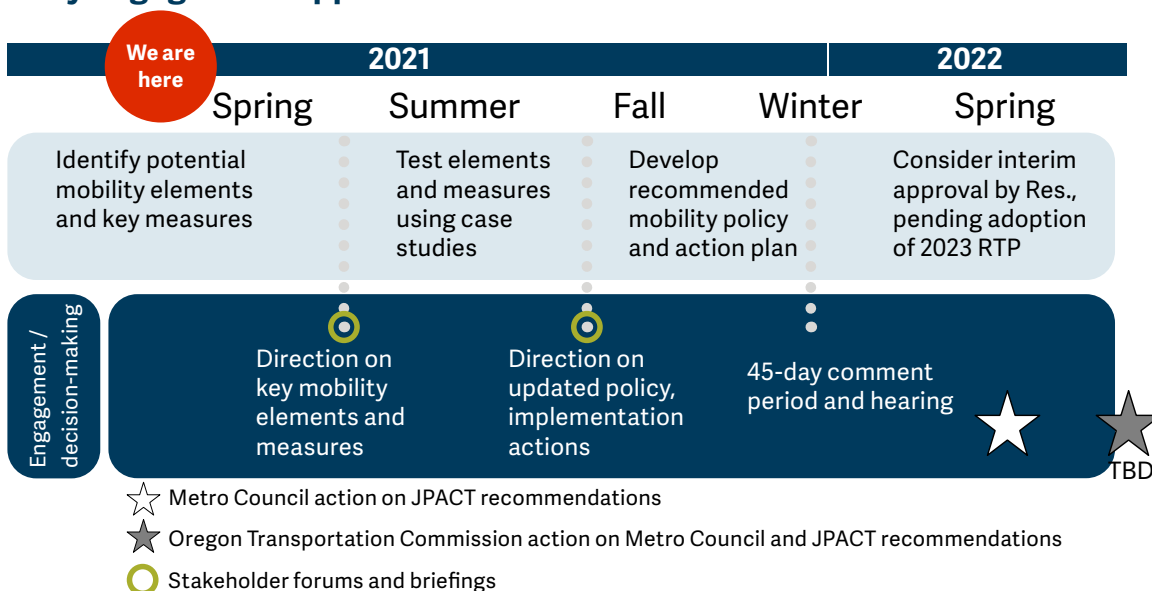 We are
here
2021
2022
Spring
Summer
Fall
Winter
Spring
Identify potential
mobility elements
and key measures
Test elements
and measures
using case
studies
Develop
recommended
mobility policy
and action plan
Consider interim
approval by Res.,
pending adoption
of 2023 RTP
Engagement /
decision-making
Direction on
key mobility
elements and
measures
Direction on
updated policy,
implementation
actions
45-day comment
period and hearing
TBD
Metro Council action on JPACT recommendations
Oregon Transportation Commission action on Metro Council and JPACT recommendations
Stakeholder forums and briefings